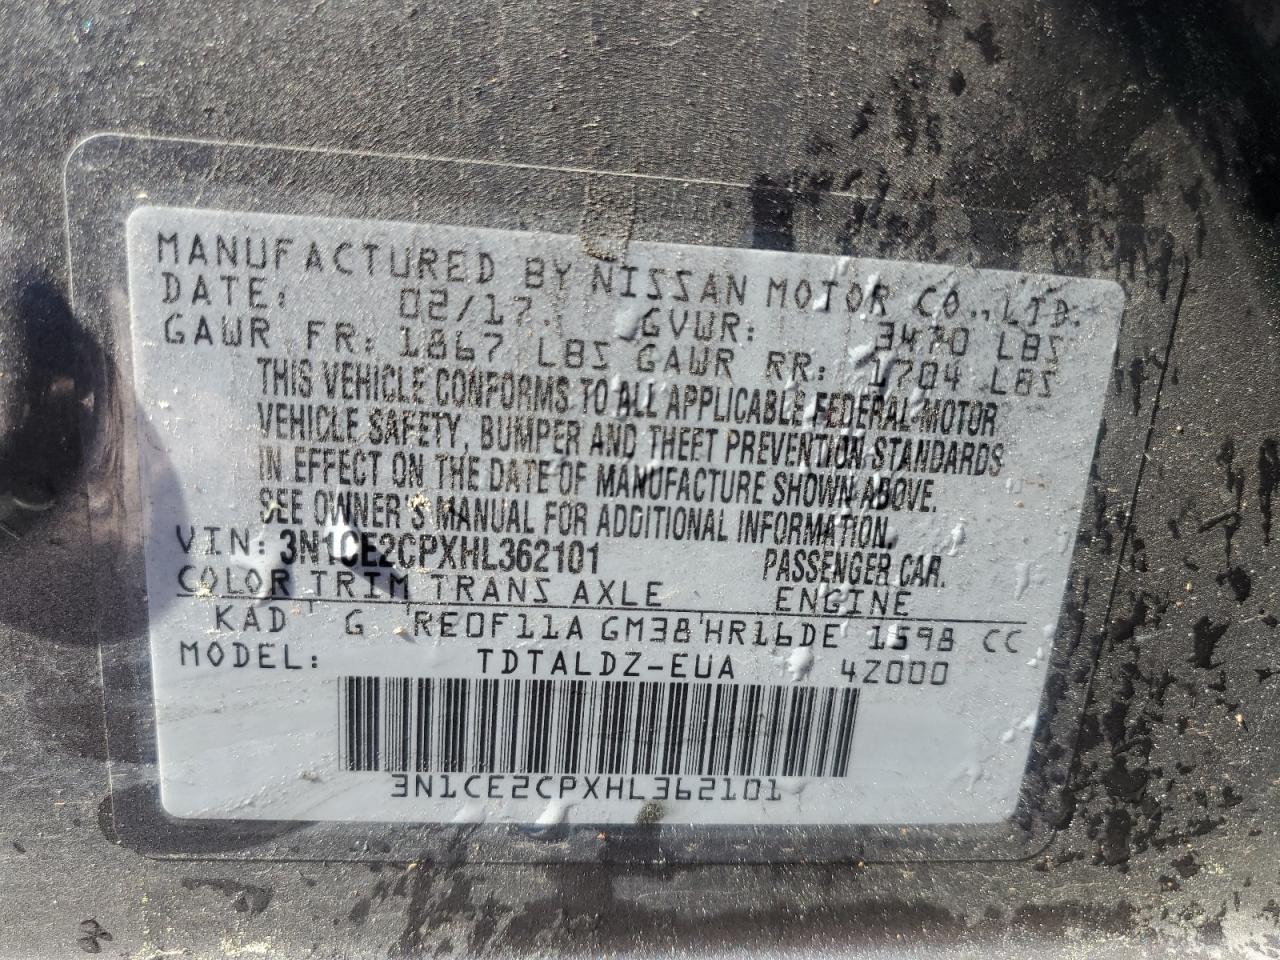 MANUFACTURED BY NISSAN MOTOR CO., LTD.
DATE: 02/17 GVWR: 3470 LBS
GAWR FR: 1867 LBS GAWR RR: 1704 LBS
THIS VEHICLE CONFORMS TO ALL APPLICABLE FEDERAL MOTOR
VEHICLE SAFETY, BUMPER AND THEFT PREVENTION STANDARDS
IN EFFECT ON THE DATE OF MANUFACTURE SHOWN ABOVE.
SEE OWNER'S MANUAL FOR ADDITIONAL INFORMATION.
VIN: 3N1CE2CPXHL362101 PASSENGER CAR.
COLOR TRIM TRANS AXLE ENGINE
KAD G RE0F11A GM38 HR16DE 1598 CC
MODEL: TDTALDZ-EUA 4Z000
3N1CE2CPXHL362101